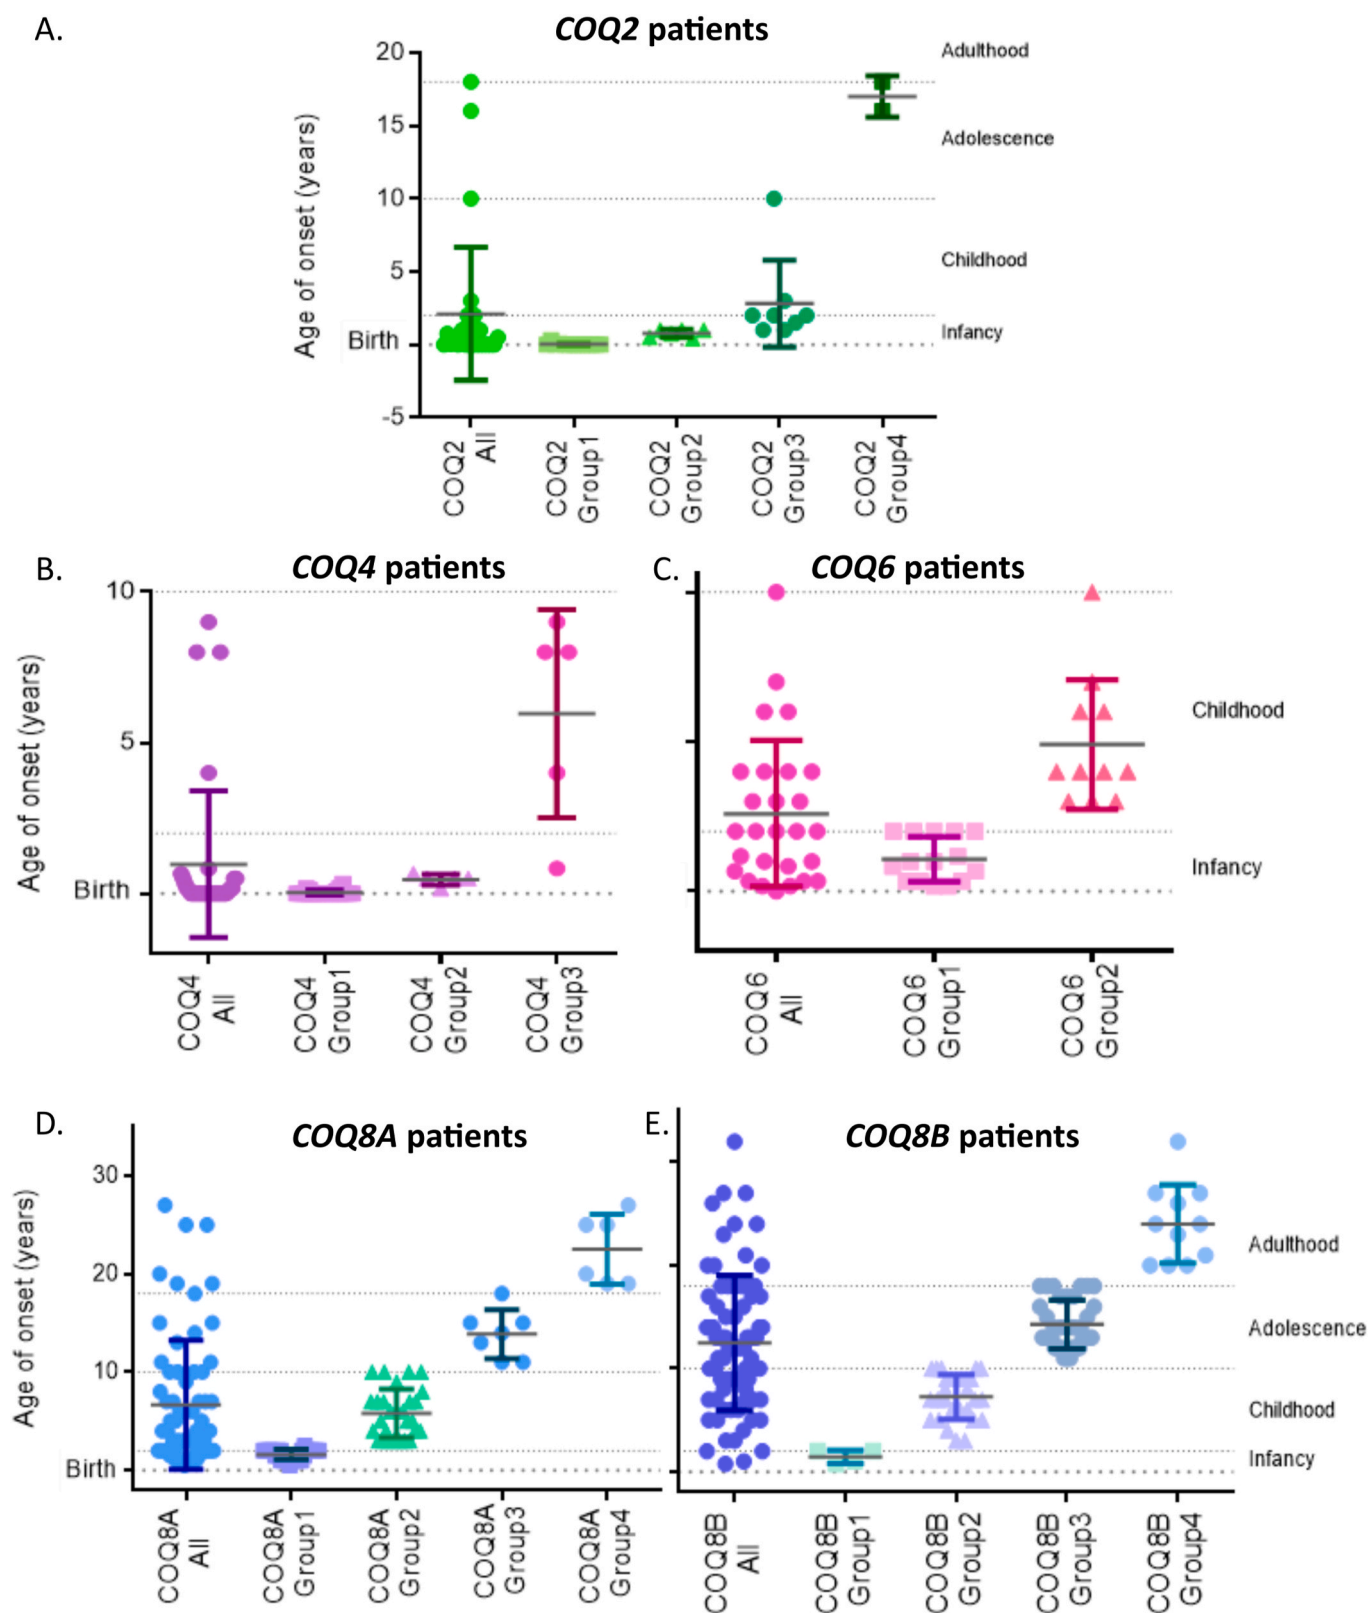 A.
COQ2 patients
Age of onset (years)
20
15
10
5
Birth
-5
Adulthood
Adolescence
Childhood
Infancy
COQ2
All
COQ2
Group1
COQ2
Group2
COQ2
Group3
COQ2
Group4
B.
COQ4 patients
Age of onset (years)
10
5
Birth
COQ4
All
COQ4
Group1
COQ4
Group2
COQ4
Group3
C.
COQ6 patients
Childhood
Infancy
COQ6
All
COQ6
Group1
COQ6
Group2
D.
COQ8A patients
Age of onset (years)
30
20
10
Birth
COQ8A
All
COQ8A
Group1
COQ8A
Group2
COQ8A
Group3
COQ8A
Group4
E.
COQ8B patients
Adulthood
Adolescence
Childhood
Infancy
COQ8B
All
COQ8B
Group1
COQ8B
Group2
COQ8B
Group3
COQ8B
Group4